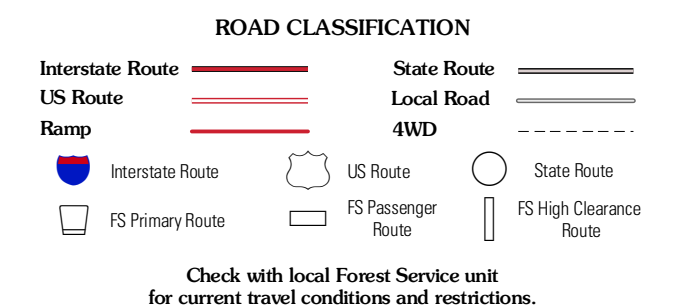 ROAD CLASSIFICATION
Interstate Route
State Route
US Route
Local Road
Ramp
4WD
Interstate Route
US Route
State Route
FS Primary Route
FS Passenger
Route
FS High Clearance
Route
Check with local Forest Service unit
for current travel conditions and restrictions.